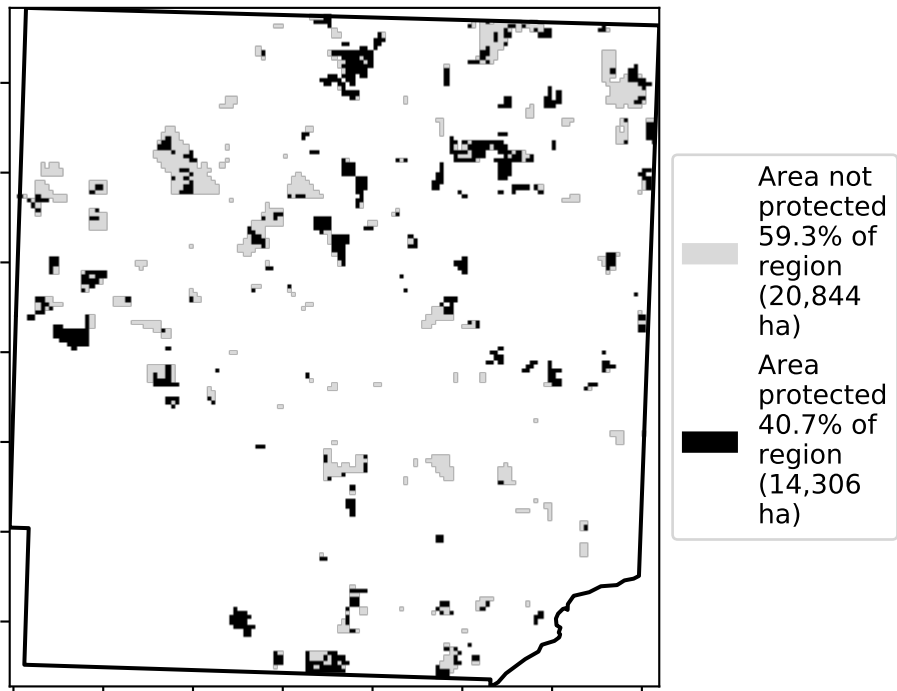 Area not
protected
59.3% of
region
(20,844
ha)
Area
protected
40.7% of
region
(14,306
ha)